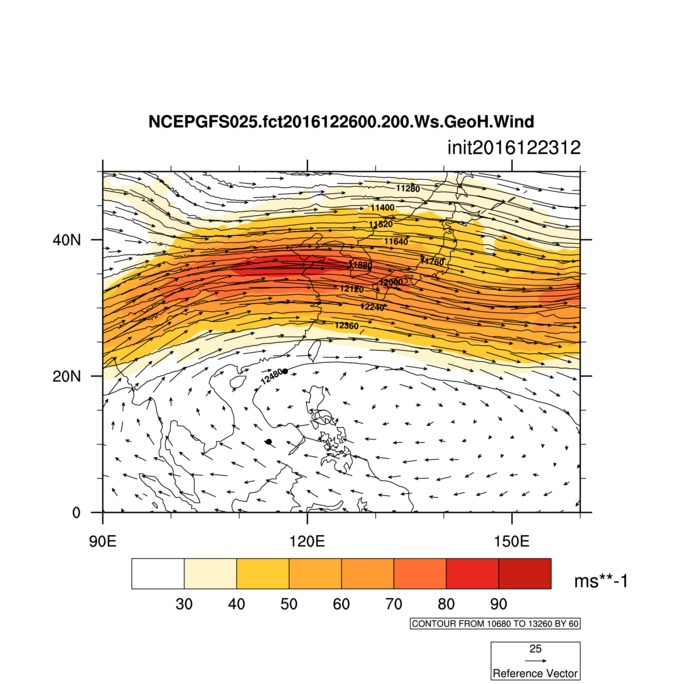 NCEPGFS025.fct2016122600.200.Ws.GeoH.Wind
init2016122312
11280
11400
11520
11640
11760
11880
12000
12120
12240
12360
12480
40N
20N
0
90E 120E 150E
30 40 50 60 70 80 90
ms**-1
CONTOUR FROM 10680 TO 13260 BY 60
25
Reference Vector